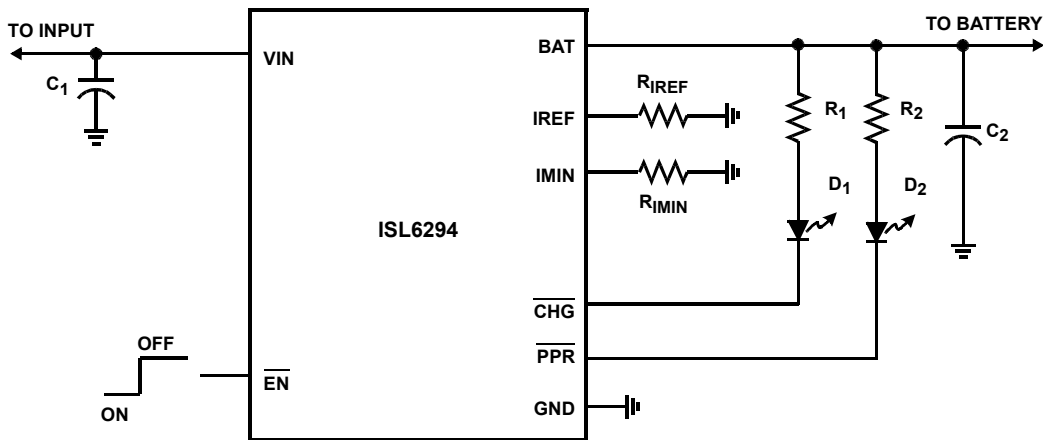 TO INPUT
C1
VIN
BAT
TO BATTERY
RIREF
IREF
R1
R2
C2
IMIN
RIMIN
D1
D2
ISL6294
CHG
OFF
PPR
EN
ON
GND